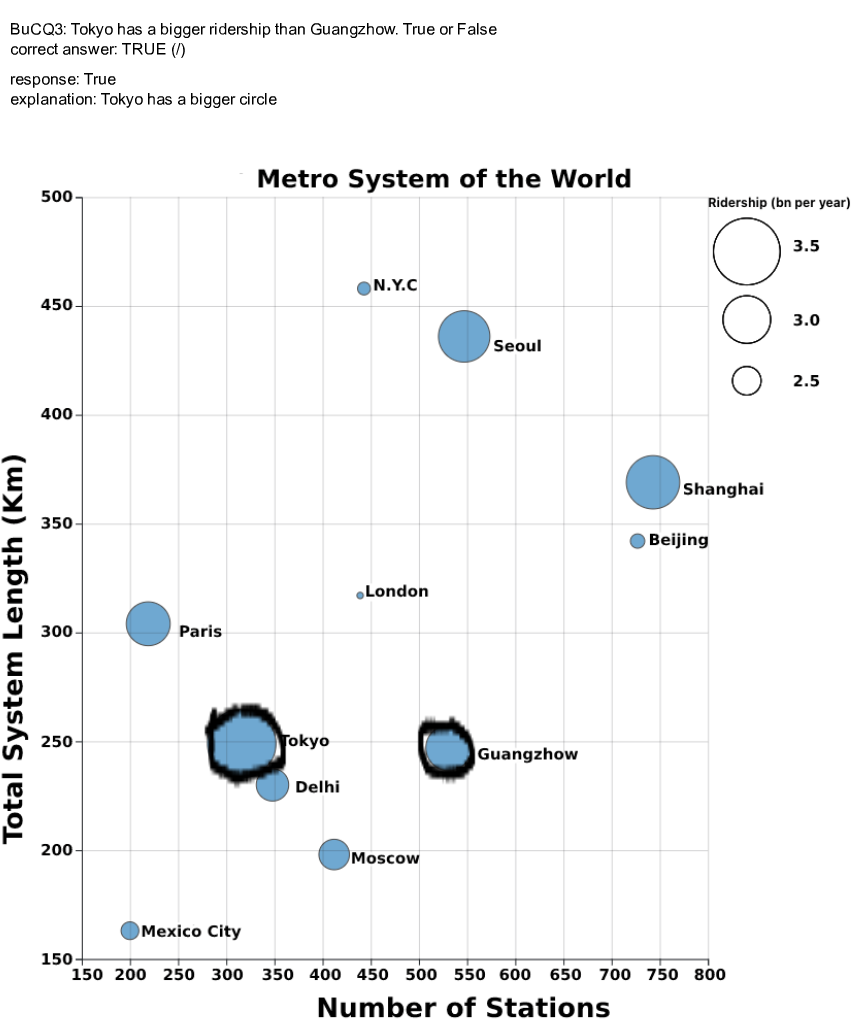 BuCQ3: Tokyo has a bigger ridership than Guangzhow. True or False
correct answer: TRUE (/)
response: True
explanation: Tokyo has a bigger circle
Metro System of the World
Ridership (bn per year)
3.5
3.0
2.5
Total System Length (Km)
500
450
400
350
300
250
200
150
N.Y.C
Seoul
Shanghai
Beijing
London
Paris
Tokyo
Guangzhow
Delhi
Moscow
Mexico City
150 200 250 300 350 400 450 500 550 600 650 700 750 800
Number of Stations